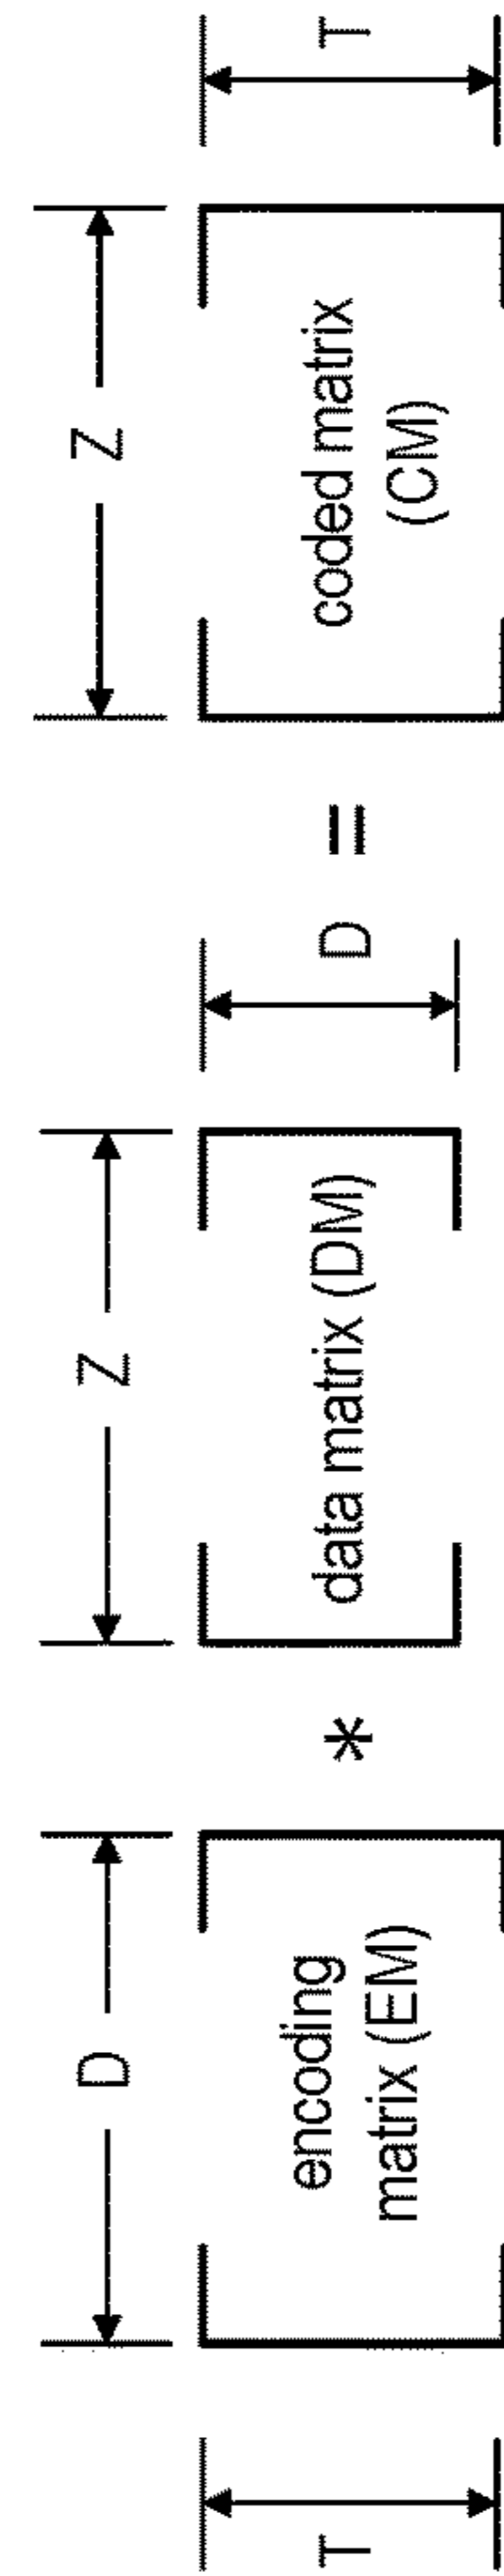 T
D
encoding
matrix (EM)
*
Z
data matrix (DM)
D
=
Z
coded matrix
(CM)
T